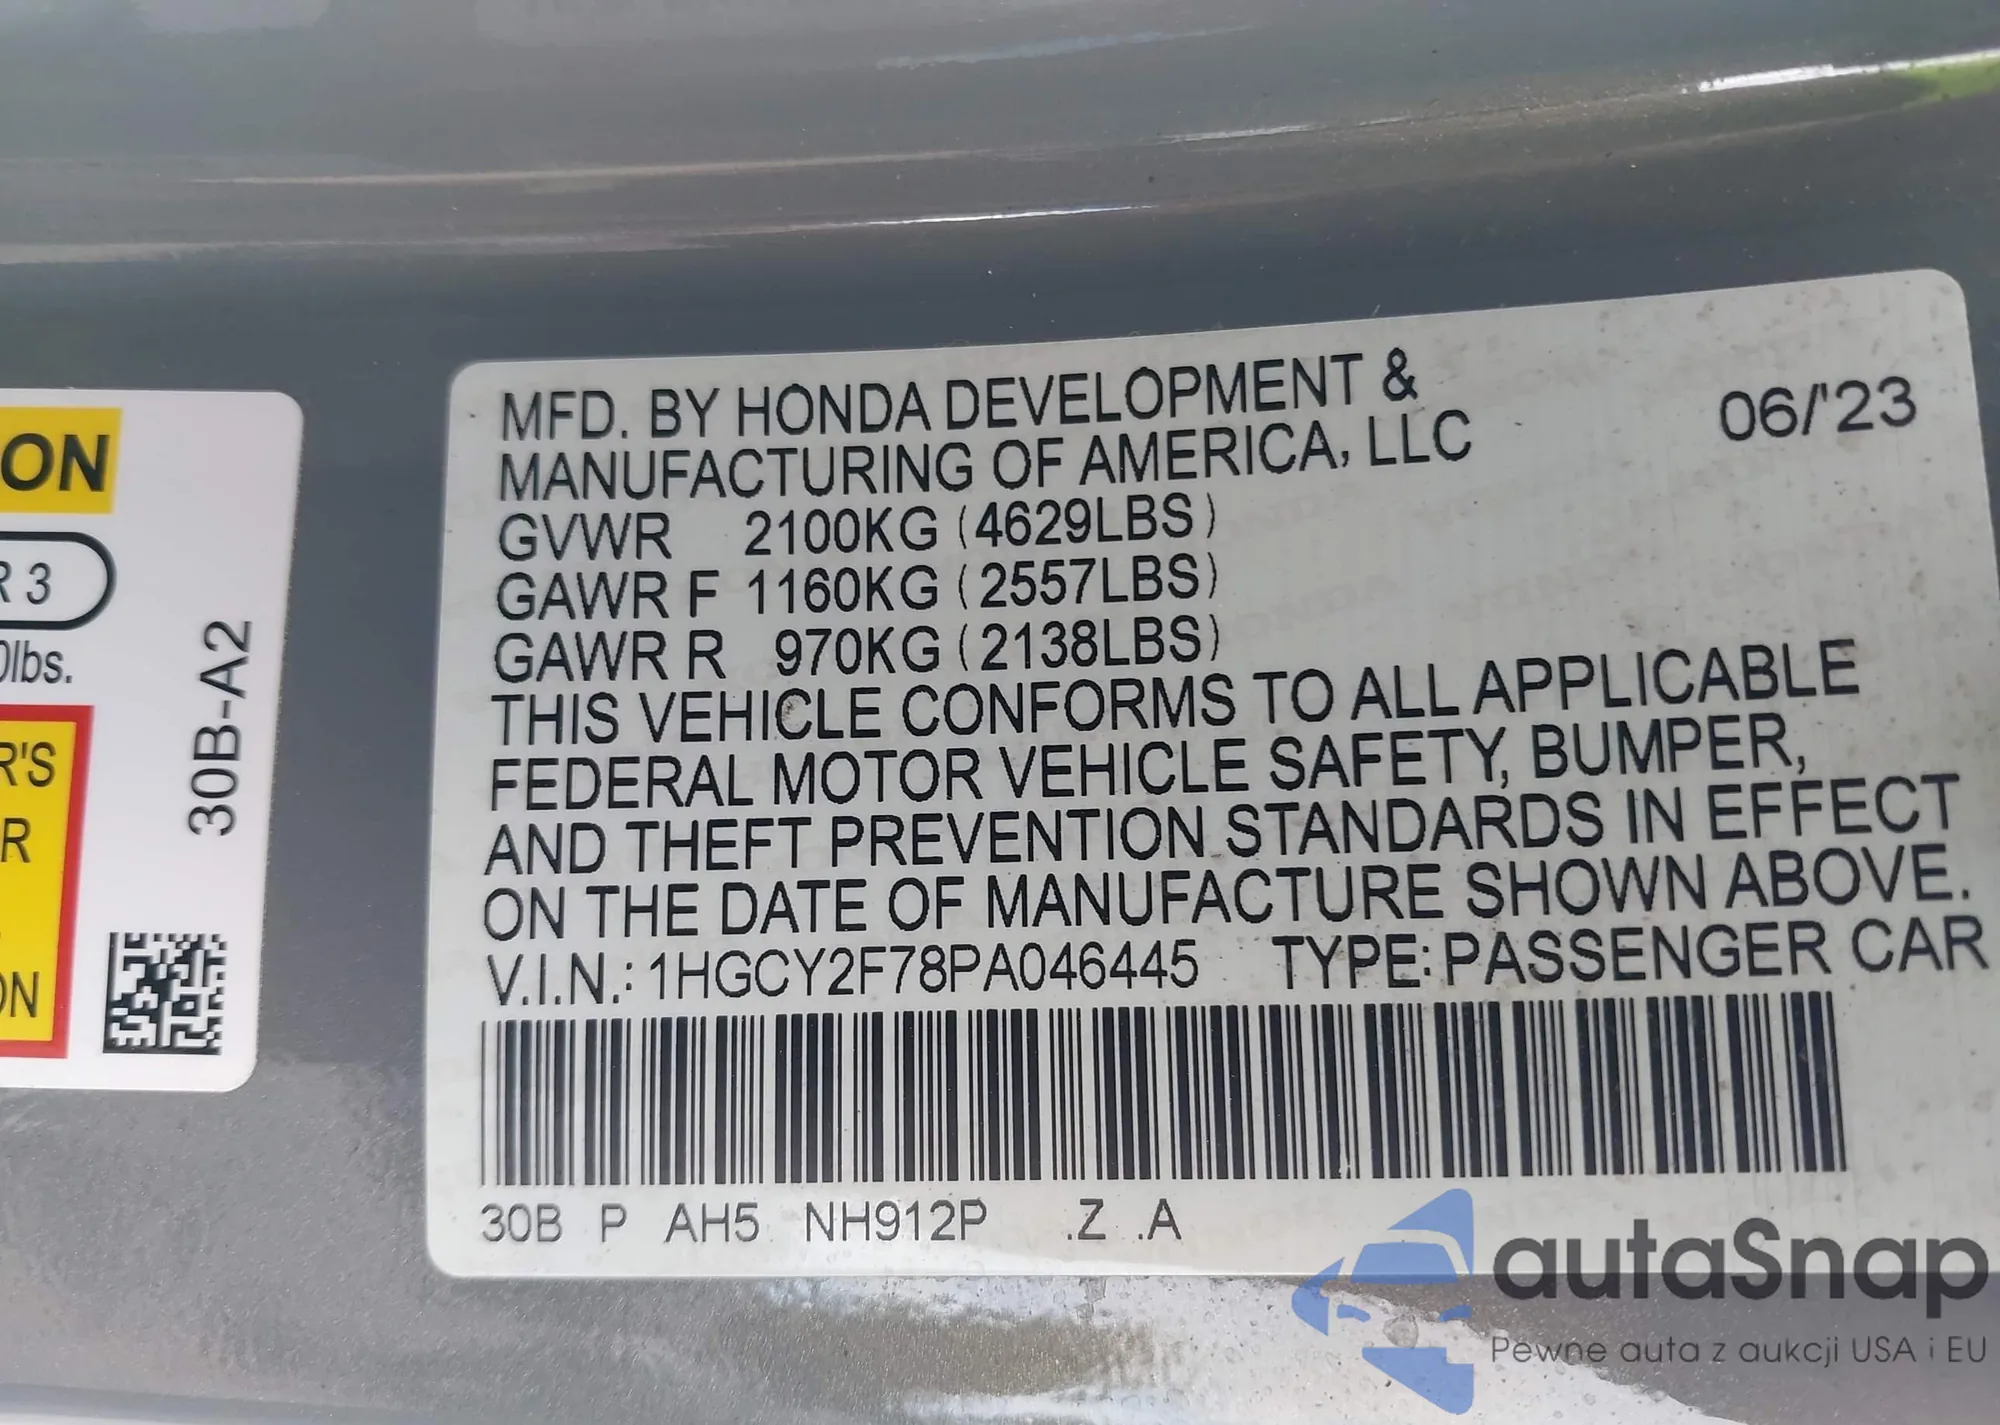 ON
R 3
0lbs.
R'S
R
ON
30B-A2
MFD. BY HONDA DEVELOPMENT &
MANUFACTURING OF AMERICA, LLC
06/'23
GVWR 2100KG (4629LBS)
GAWR F 1160KG (2557LBS)
GAWR R 970KG (2138LBS)
THIS VEHICLE CONFORMS TO ALL APPLICABLE
FEDERAL MOTOR VEHICLE SAFETY, BUMPER,
AND THEFT PREVENTION STANDARDS IN EFFECT
ON THE DATE OF MANUFACTURE SHOWN ABOVE.
V.I.N.: 1HGCY2F78PA046445 TYPE: PASSENGER CAR
30B P AH5 NH912P .Z .A
autaSnap
Pewne auta z aukcji USA i EU